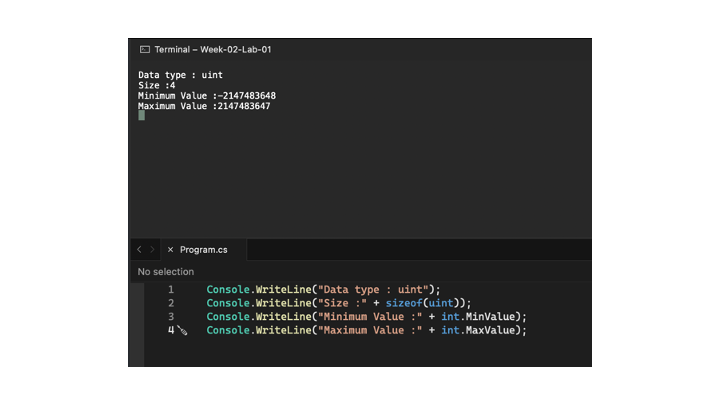 Terminal – Week-02-Lab-01
Data type : uint
Size :4
Minimum Value :-2147483648
Maximum Value :2147483647
Program.cs
No selection
1 Console.WriteLine("Data type : uint");
2 Console.WriteLine("Size :" + sizeof(uint));
3 Console.WriteLine("Minimum Value :" + int.MinValue);
4 Console.WriteLine("Maximum Value :" + int.MaxValue);